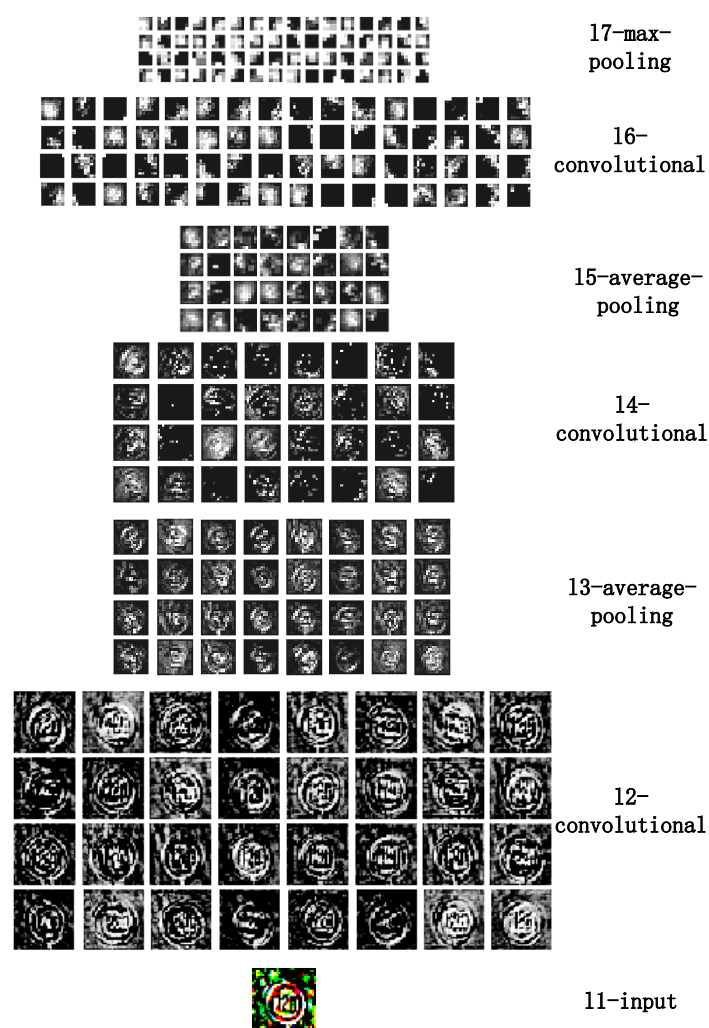 l7-max-
pooling
l6-
convolutional
l5-average-
pooling
l4-
convolutional
l3-average-
pooling
l2-
convolutional
l1-input